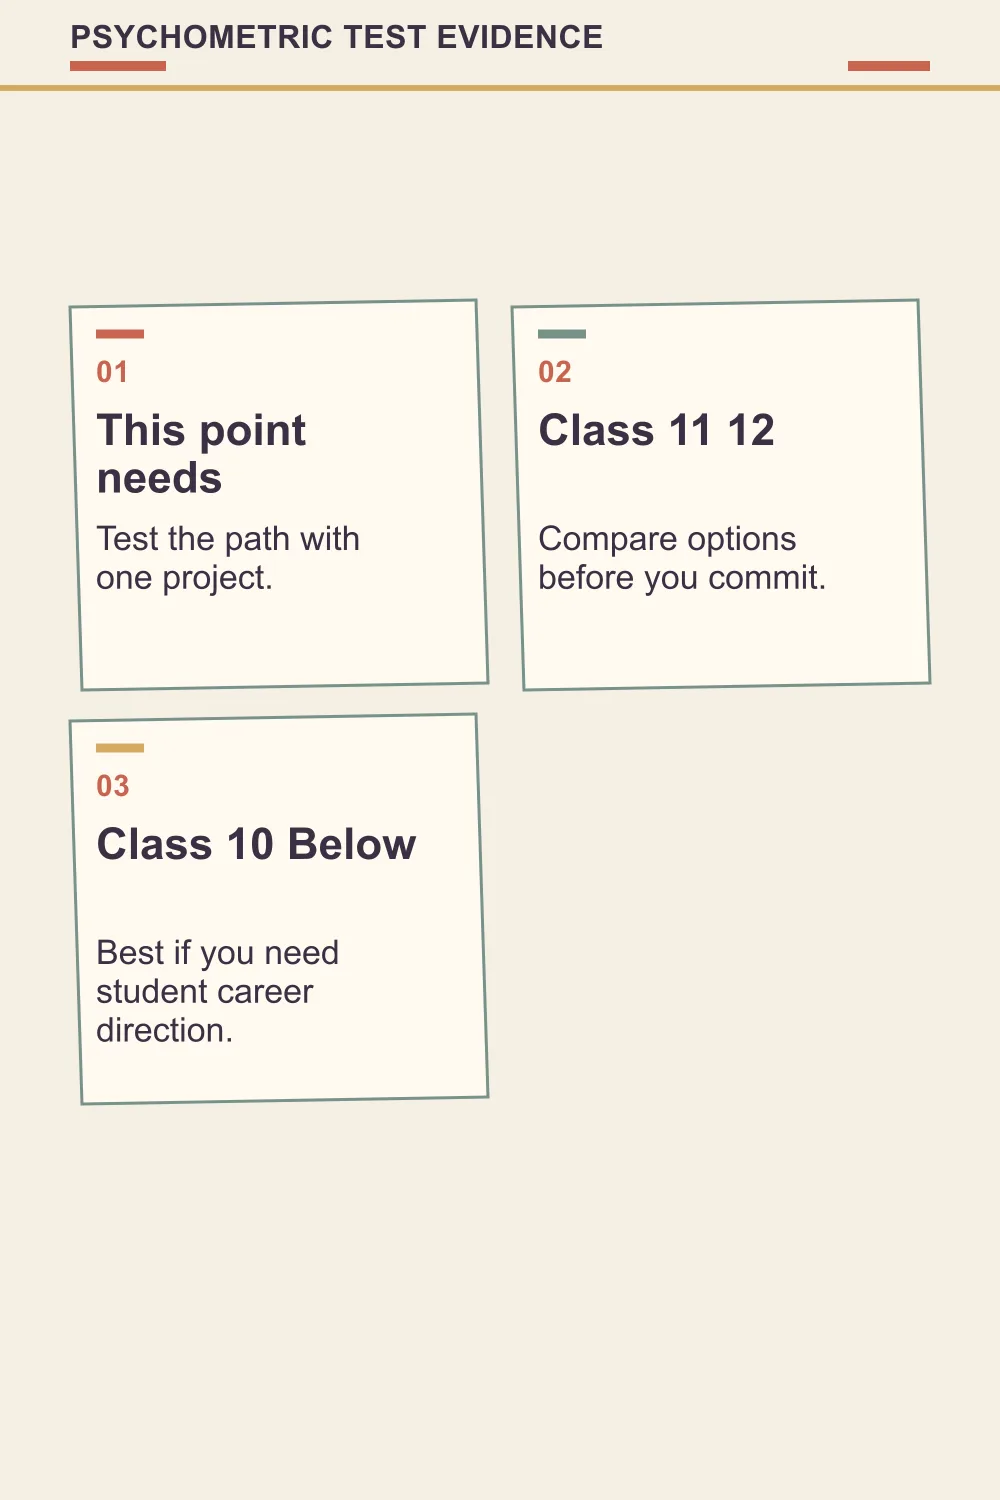 PSYCHOMETRIC TEST EVIDENCE
01
This point
needs
Test the path with
one project.
02
Class 11 12
Compare options
before you commit.
03
Class 10 Below
Best if you need
student career
direction.